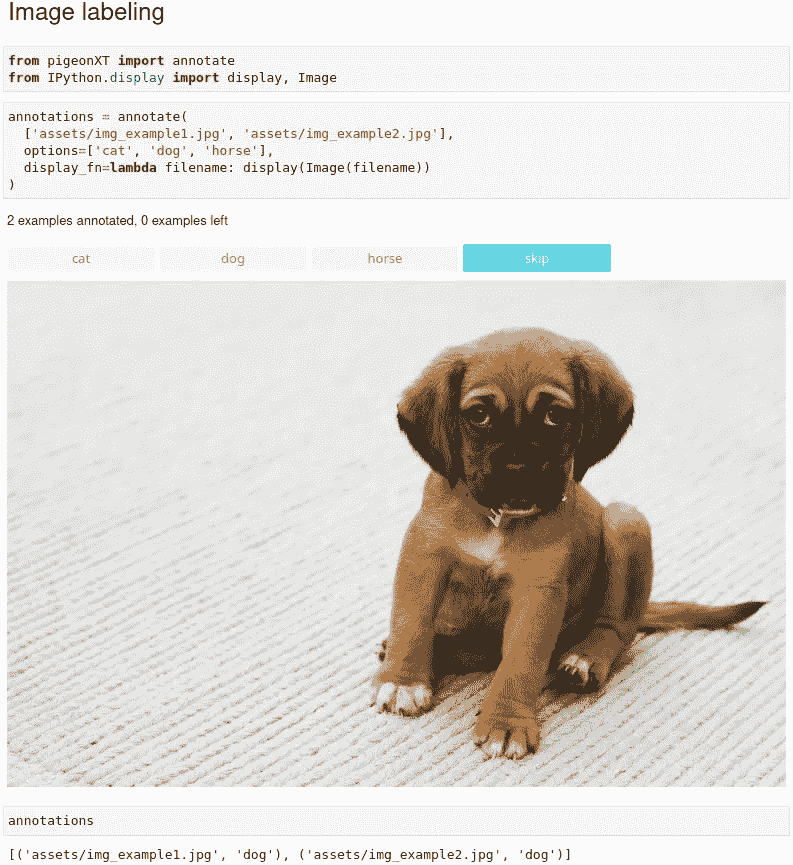 Image labeling
from pigeonXT import annotate
from IPython.display import display, Image
annotations = annotate(
  ['assets/img_example1.jpg', 'assets/img_example2.jpg'],
  options=['cat', 'dog', 'horse'],
  display_fn=lambda filename: display(Image(filename))
)
2 examples annotated, 0 examples left
cat dog horse skip
annotations
[('assets/img_example1.jpg', 'dog'), ('assets/img_example2.jpg', 'dog')]